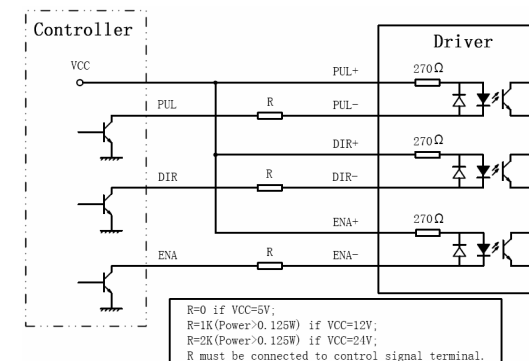 Controller
Driver
VCC
PUL+
270Ω
PUL
R
PUL-
DIR+
270Ω
DIR
R
DIR-
ENA+
270Ω
ENA
R
ENA-
R=0 if VCC=5V;
R=1K(Power>0.125W) if VCC=12V;
R=2K(Power>0.125W) if VCC=24V;
R must be connected to control signal terminal.